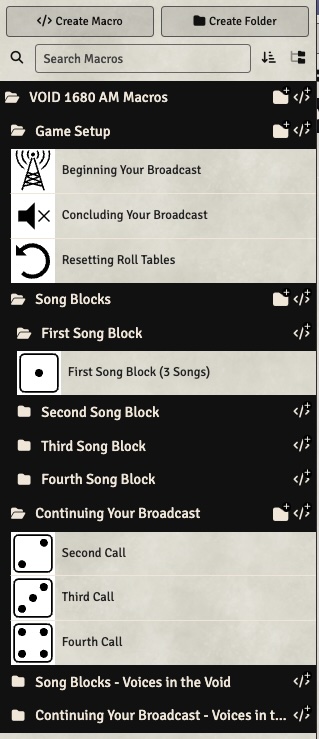 </> Create Macro
Create Folder
Search Macros
VOID 1680 AM Macros
Game Setup
Beginning Your Broadcast
Concluding Your Broadcast
Resetting Roll Tables
Song Blocks
First Song Block
First Song Block (3 Songs)
Second Song Block
Third Song Block
Fourth Song Block
Continuing Your Broadcast
Second Call
Third Call
Fourth Call
Song Blocks - Voices in the Void
Continuing Your Broadcast - Voices in t...